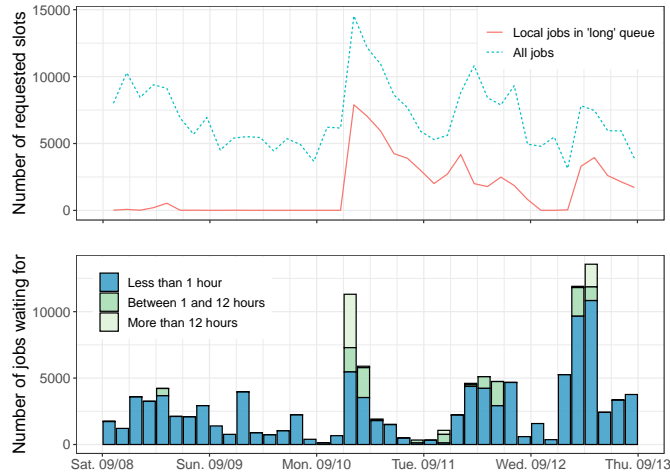 15000
10000
5000
0
Number of requested slots
Local jobs in 'long' queue
All jobs
10000
5000
0
Number of jobs waiting for
Less than 1 hour
Between 1 and 12 hours
More than 12 hours
Sat. 09/08 Sun. 09/09 Mon. 09/10 Tue. 09/11 Wed. 09/12 Thu. 09/13